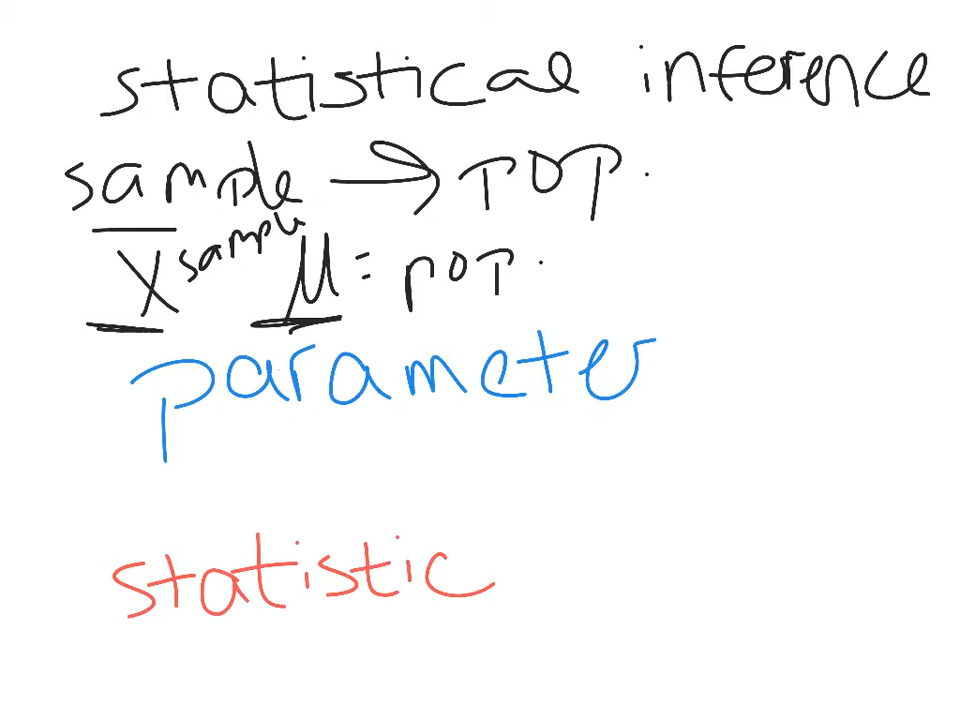 statistical inference
sample → POP.
X̅ sample μ = pop.
parameter
statistic